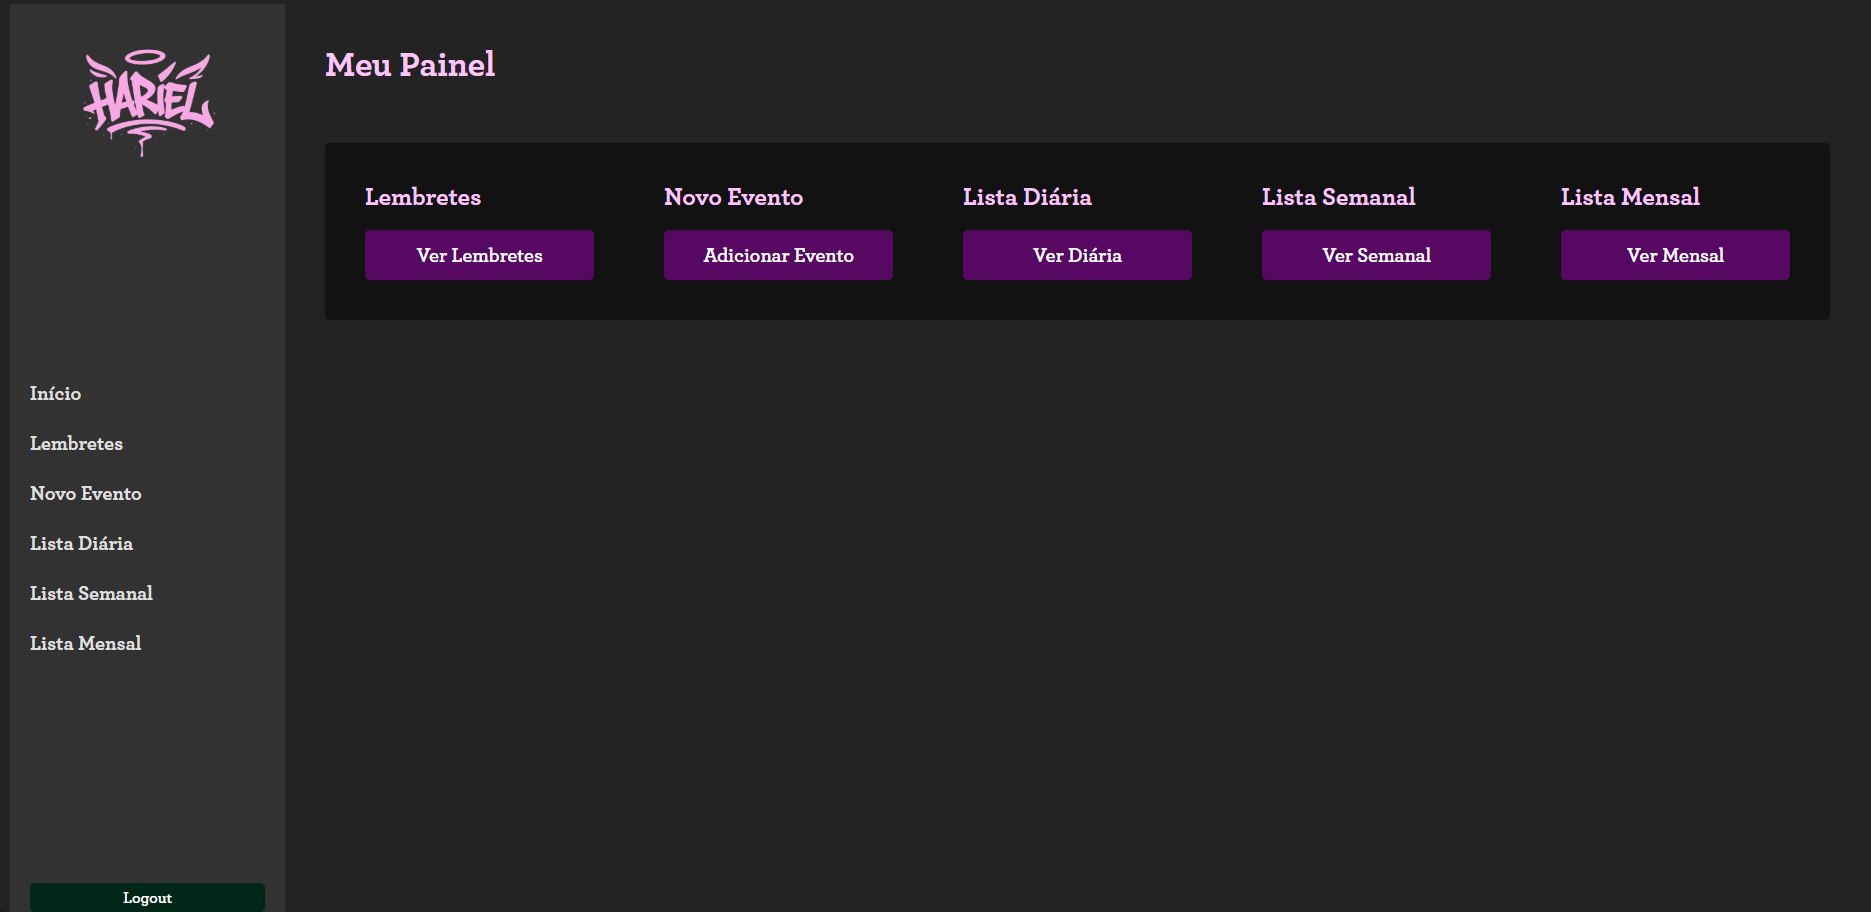 HARIEL
Início
Lembretes
Novo Evento
Lista Diária
Lista Semanal
Lista Mensal
Logout
Meu Painel
Lembretes
Ver Lembretes
Novo Evento
Adicionar Evento
Lista Diária
Ver Diária
Lista Semanal
Ver Semanal
Lista Mensal
Ver Mensal